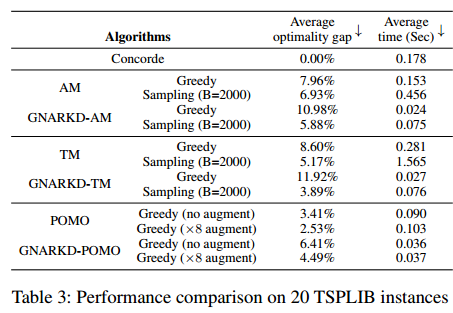 Algorithms Average optimality gap ↓ Average time (Sec) ↓
Concorde 0.00% 0.178
AM Greedy 7.96% 0.153
Sampling (B=2000) 6.93% 0.456
GNARKD-AM Greedy 10.98% 0.024
Sampling (B=2000) 5.88% 0.075
TM Greedy 8.60% 0.281
Sampling (B=2000) 5.17% 1.565
GNARKD-TM Greedy 11.92% 0.027
Sampling (B=2000) 3.89% 0.076
POMO Greedy (no augment) 3.41% 0.090
Greedy (×8 augment) 2.53% 0.103
GNARKD-POMO Greedy (no augment) 6.41% 0.036
Greedy (×8 augment) 4.49% 0.037
Table 3: Performance comparison on 20 TSPLIB instances